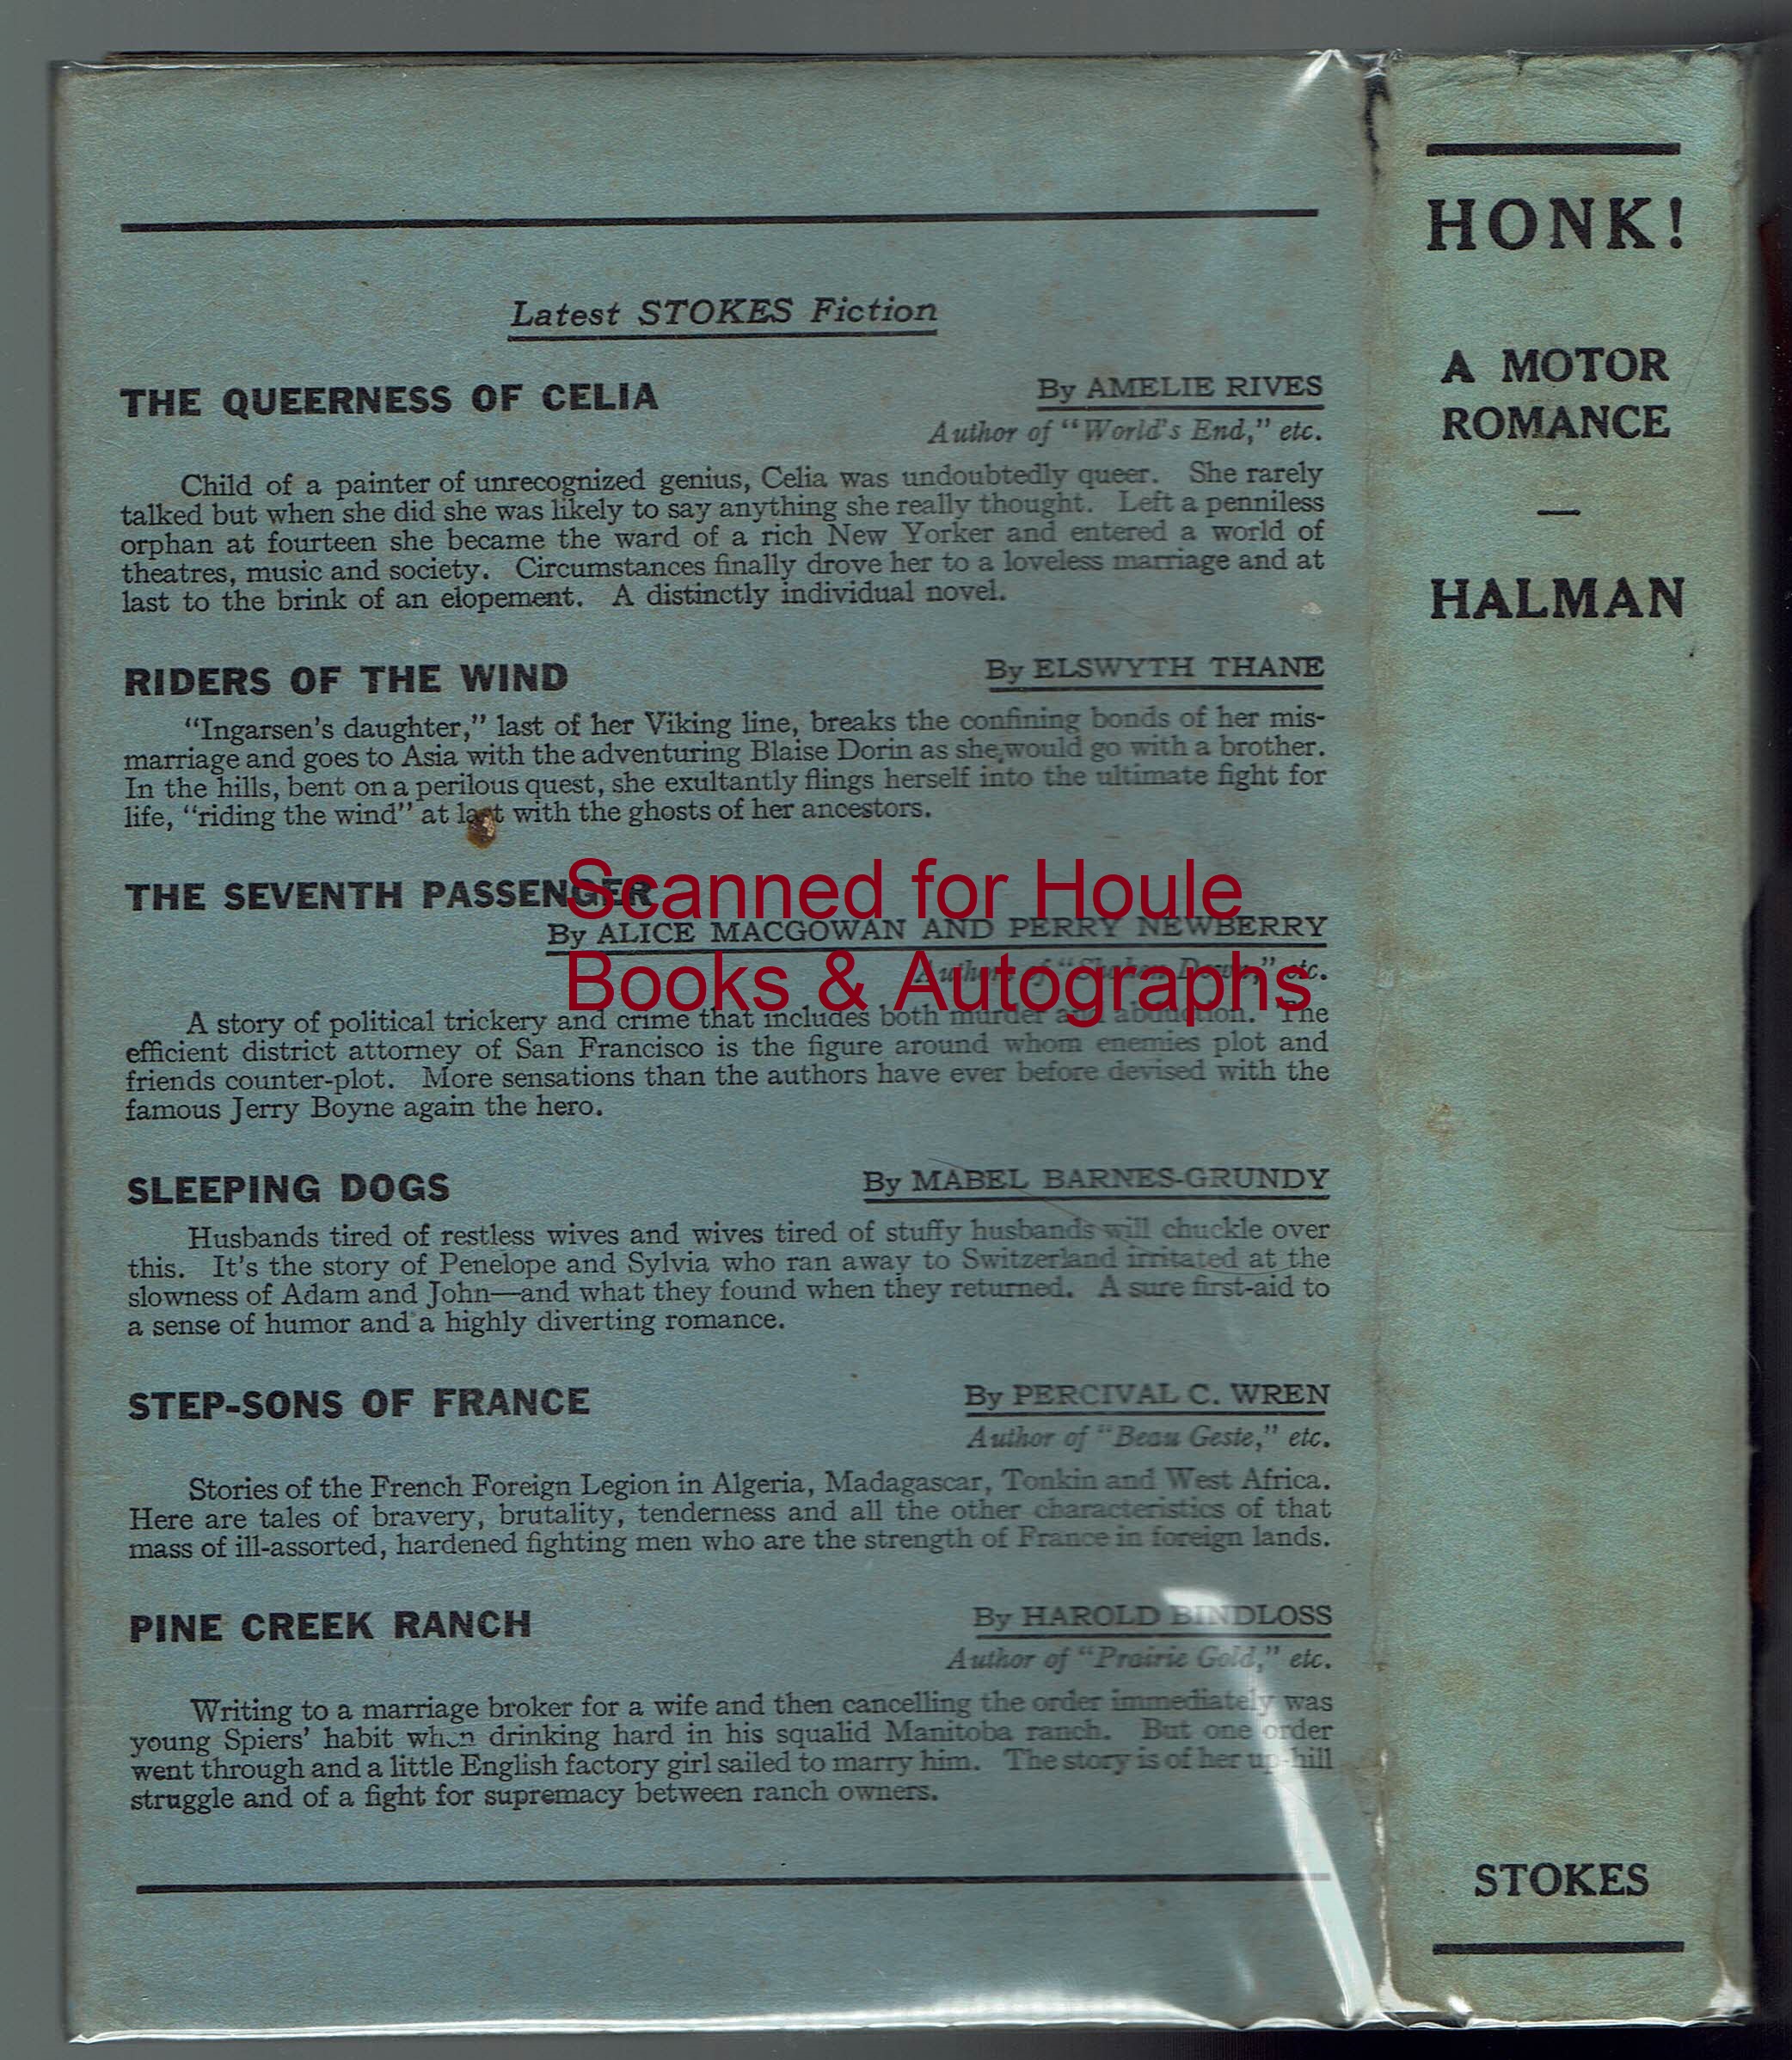 Latest STOKES Fiction
THE QUEERNESS OF CELIA
By AMELIE RIVES
Author of "World's End," etc.
Child of a painter of unrecognized genius, Celia was undoubtedly queer. She rarely
talked but when she did she was likely to say anything she really thought. Left a penniless
orphan at fourteen she became the ward of a rich New Yorker and entered a world of
theatres, music and society. Circumstances finally drove her to a loveless marriage and at
last to the brink of an elopement. A distinctly individual novel.
RIDERS OF THE WIND
By ELSWYTH THANE
"Ingarsen's daughter," last of her Viking line, breaks the confining bonds of her mis-
marriage and goes to Asia with the adventuring Blaise Dorin as she would go with a brother.
In the hills, bent on a perilous quest, she exultantly flings herself into the ultimate fight for
life, "riding the wind" at last with the ghosts of her ancestors.
THE SEVENTH PASSENGER
Scanned for Houle
By ALICE MACGOWAN AND PERRY NEWBERRY
Books & Autographs
Authors of "Shaken Down," etc.
A story of political trickery and crime that includes both murder and abduction. The
efficient district attorney of San Francisco is the figure around whom enemies plot and
friends counter-plot. More sensations than the authors have ever before devised with the
famous Jerry Boyne again the hero.
SLEEPING DOGS
By MABEL BARNES-GRUNDY
Husbands tired of restless wives and wives tired of stuffy husbands will chuckle over
this. It's the story of Penelope and Sylvia who ran away to Switzerland irritated at the
slowness of Adam and John—and what they found when they returned. A sure first-aid to
a sense of humor and a highly diverting romance.
STEP-SONS OF FRANCE
By PERCIVAL C. WREN
Author of "Beau Geste," etc.
Stories of the French Foreign Legion in Algeria, Madagascar, Tonkin and West Africa.
Here are tales of bravery, brutality, tenderness and all the other characteristics of that
mass of ill-assorted, hardened fighting men who are the strength of France in foreign lands.
PINE CREEK RANCH
By HAROLD BINDLOSS
Author of "Prairie Gold," etc.
Writing to a marriage broker for a wife and then cancelling the order immediately was
young Spiers' habit when drinking hard in his squalid Manitoba ranch. But one order
went through and a little English factory girl sailed to marry him. The story is of her up-hill
struggle and of a fight for supremacy between ranch owners.
HONK!
A MOTOR
ROMANCE
—
HALMAN
STOKES